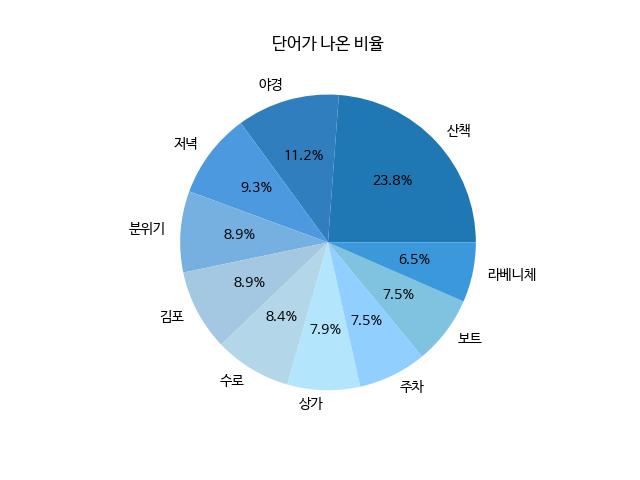 단어가 나온 비율
야경
산책
저녁
11.2%
23.8%
9.3%
분위기
8.9%
6.5%
라베니체
8.9%
7.5%
김포
8.4%
7.9%
7.5%
보트
수로
상가
주차